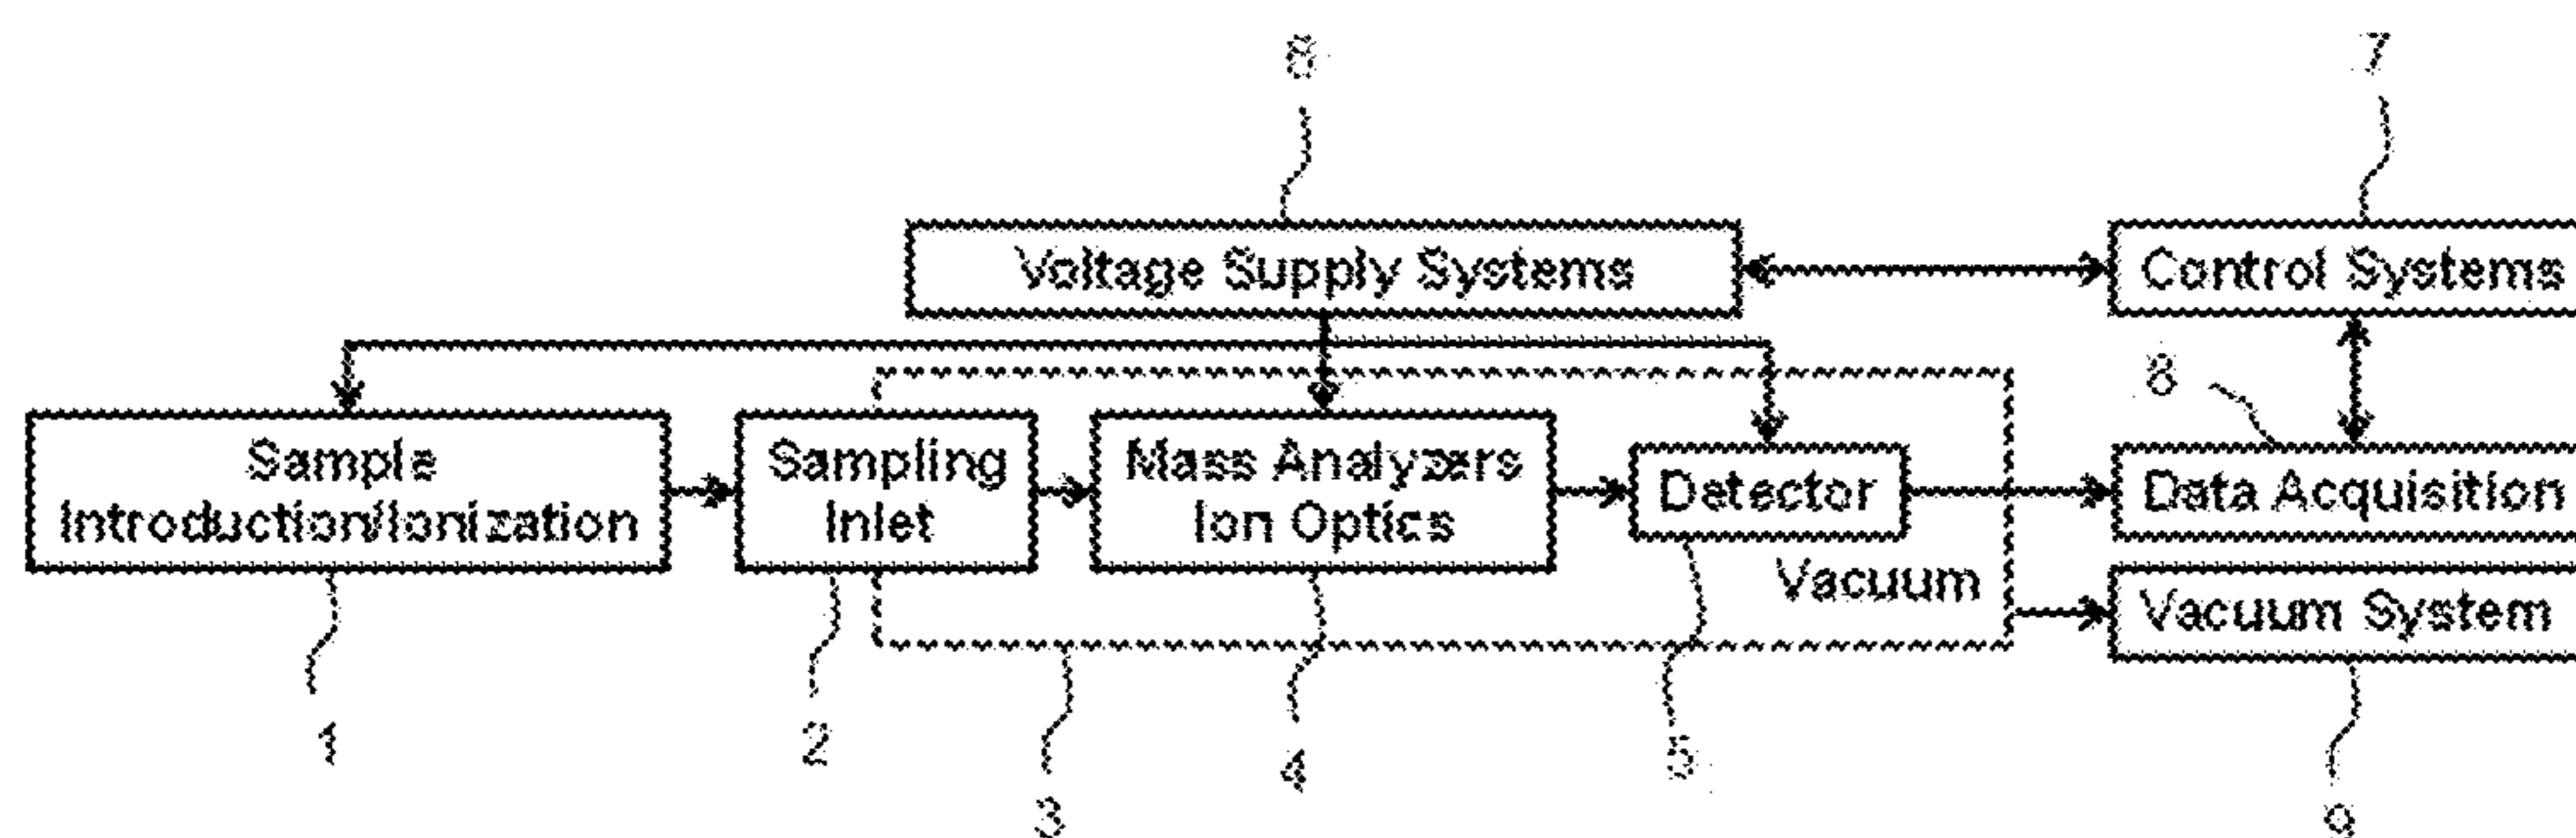 6
7
Voltage Supply Systems
Control Systems
8
Sample
Introduction/Ionization
Sampling
Inlet
Mass Analyzers
Ion Optics
Detector
Data Acquisition
Vacuum
Vacuum System
1
2
3
4
5
9